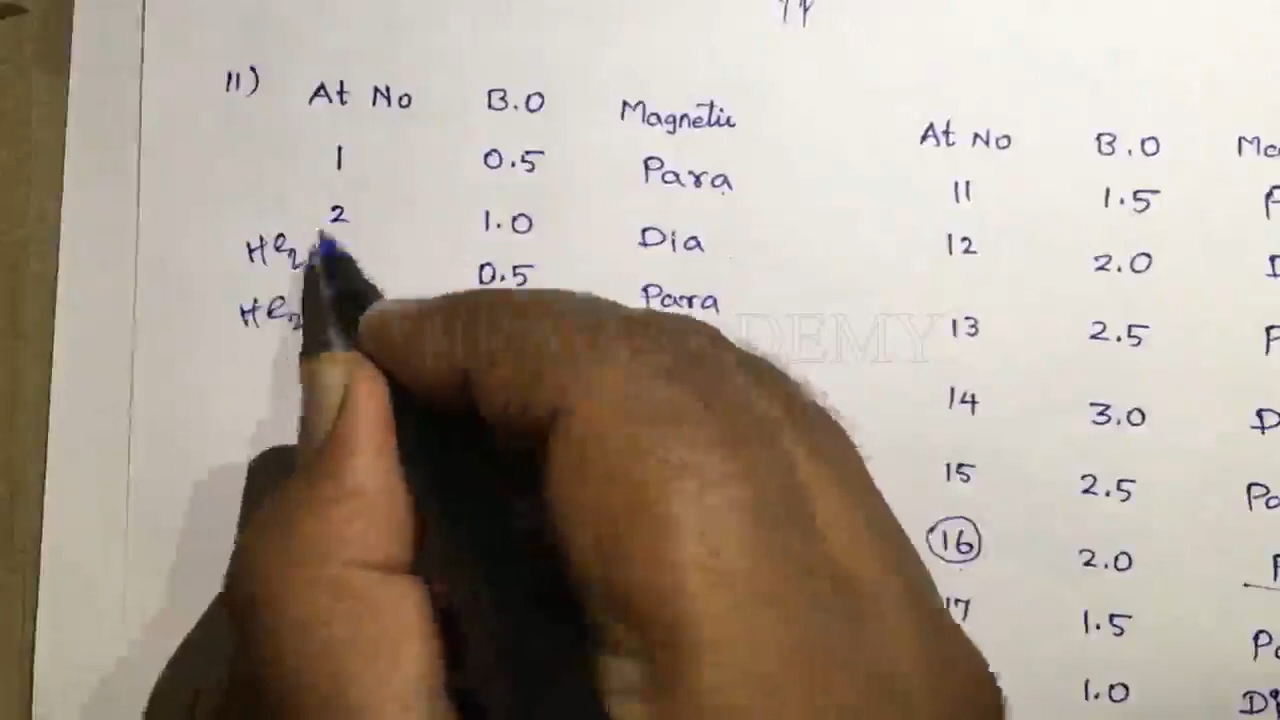 11) At No B.O Magnetic
1 0.5 Para
2 1.0 Dia
He2 0.5 Para
He2
At No B.O
11 1.5
12 2.0
13 2.5
14 3.0
15 2.5
16 2.0
17 1.5
1.0